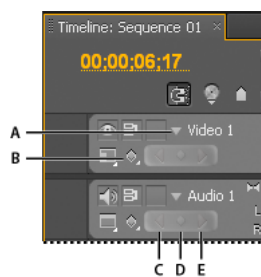 Timeline: Sequence 01 ×
00;00;06;17
A
Video 1
B
Audio 1
L
R
C D E